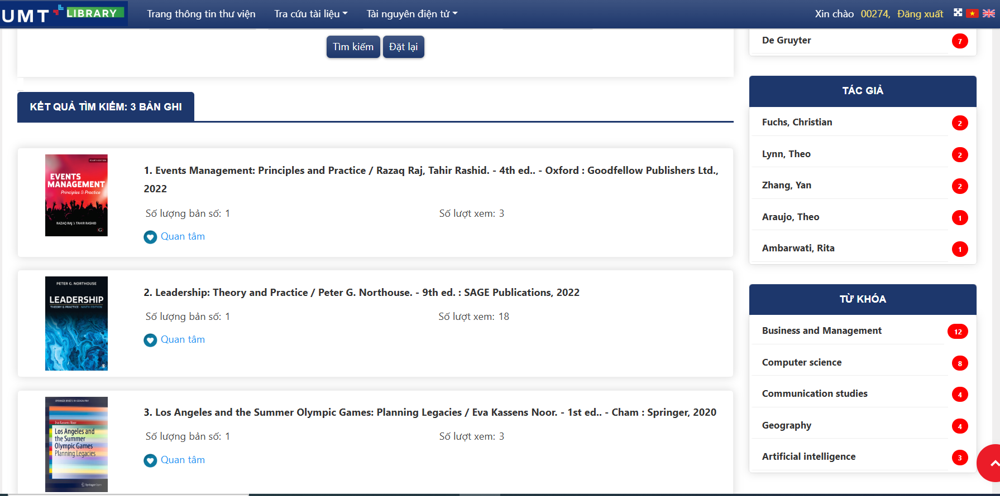 UMT LIBRARY
Trang thông tin thư viện
Tra cứu tài liệu
Tài nguyên điện tử
Xin chào 00274, Đăng xuất
Tìm kiếm
Đặt lại
KẾT QUẢ TÌM KIẾM: 3 BẢN GHI
FOURTH EDITION
EVENTS
MANAGEMENT
Principles & Practice
RAZAQ RAJ & TAHIR RASHID
G
1. Events Management: Principles and Practice / Razaq Raj, Tahir Rashid. - 4th ed.. - Oxford : Goodfellow Publishers Ltd.,
2022
Số lượng bản số: 1
Số lượt xem: 3
Quan tâm
PETER G. NORTHOUSE
LEADERSHIP
THEORY & PRACTICE - NINTH EDITION
2. Leadership: Theory and Practice / Peter G. Northouse. - 9th ed. : SAGE Publications, 2022
Số lượng bản số: 1
Số lượt xem: 18
Quan tâm
SPRINGER BRIEFS IN GEOGRAPHY
Eva Kassens Noor
Los Angeles and
the Summer
Olympic Games
Planning Legacies
SpringerOpen
3. Los Angeles and the Summer Olympic Games: Planning Legacies / Eva Kassens Noor. - 1st ed.. - Cham : Springer, 2020
Số lượng bản số: 1
Số lượt xem: 3
Quan tâm
De Gruyter 7
TÁC GIẢ
Fuchs, Christian 2
Lynn, Theo 2
Zhang, Yan 2
Araujo, Theo 1
Ambarwati, Rita 1
TỪ KHÓA
Business and Management 12
Computer science 8
Communication studies 4
Geography 4
Artificial intelligence 3